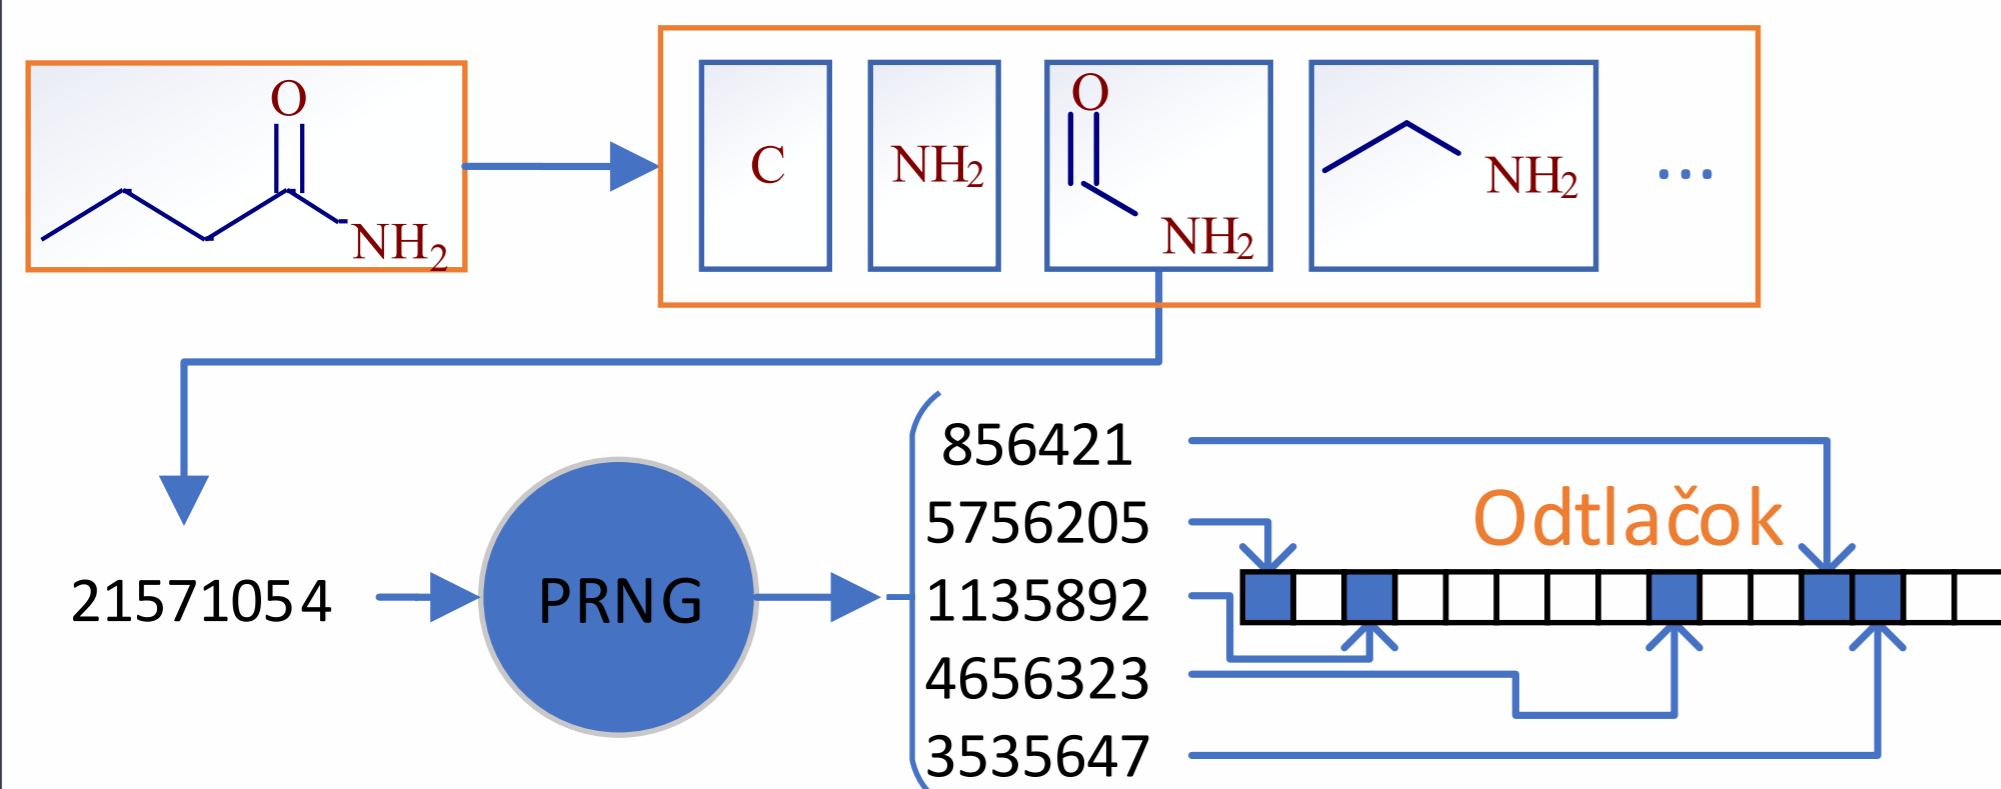 O
NH2
C
NH2
O
NH2
NH2
...
21571054
PRNG
856421
5756205
1135892
4656323
3535647
Odtlačok